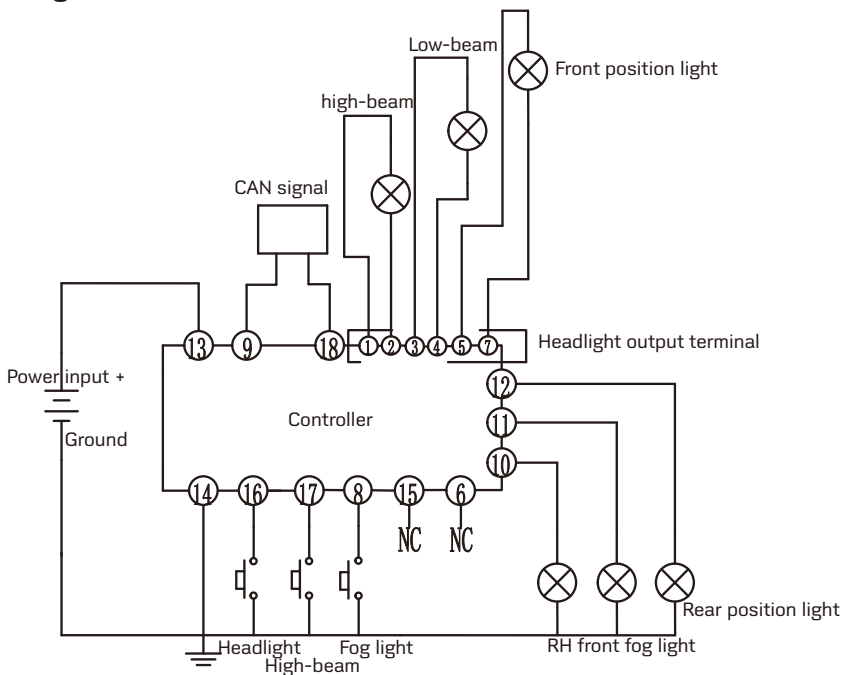 Low-beam
Front position light
high-beam
CAN signal
13 9 18 1 2 3 4 5 7
Headlight output terminal
Power input +
12
Controller
11
Ground
10
14 16 17 8 15 6
NC NC
Rear position light
Headlight Fog light RH front fog light
High-beam